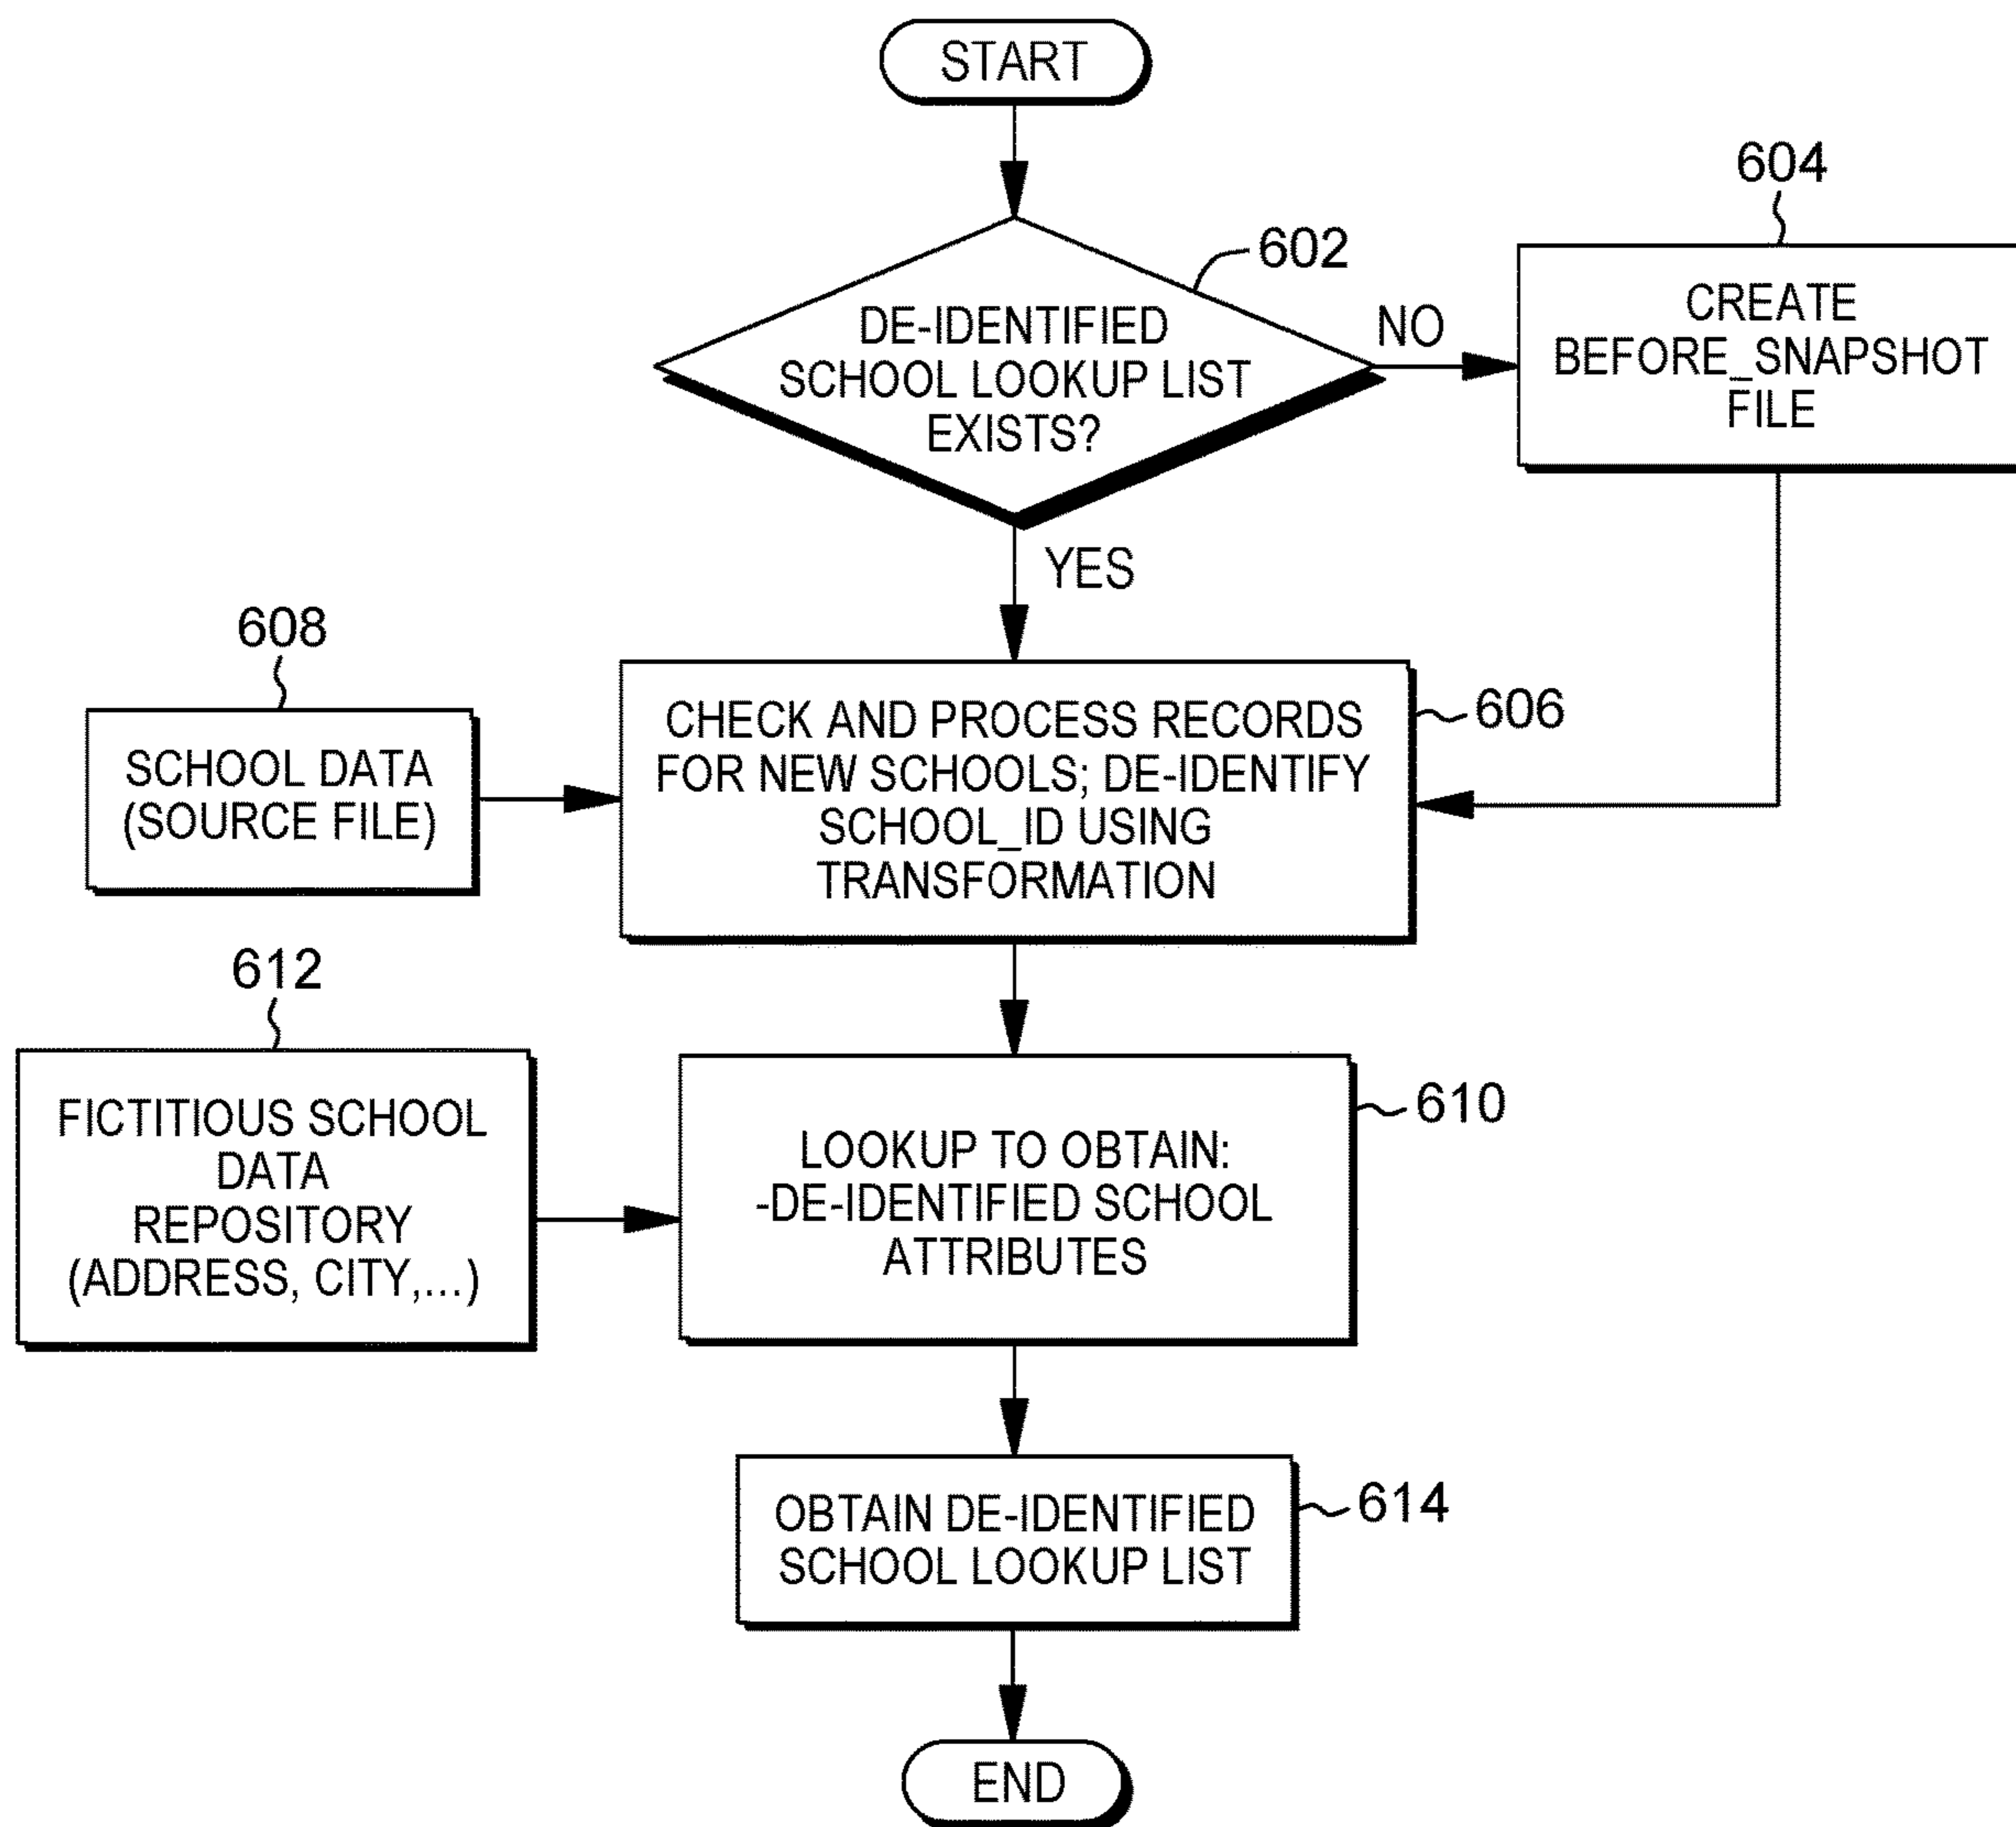 START
604
602
DE-IDENTIFIED
SCHOOL LOOKUP LIST
EXISTS?
NO
CREATE
BEFORE_SNAPSHOT
FILE
YES
608
SCHOOL DATA
(SOURCE FILE)
CHECK AND PROCESS RECORDS
FOR NEW SCHOOLS; DE-IDENTIFY
SCHOOL_ID USING
TRANSFORMATION
606
612
FICTITIOUS SCHOOL
DATA
REPOSITORY
(ADDRESS, CITY,...)
LOOKUP TO OBTAIN:
-DE-IDENTIFIED SCHOOL
ATTRIBUTES
610
OBTAIN DE-IDENTIFIED
SCHOOL LOOKUP LIST
614
END